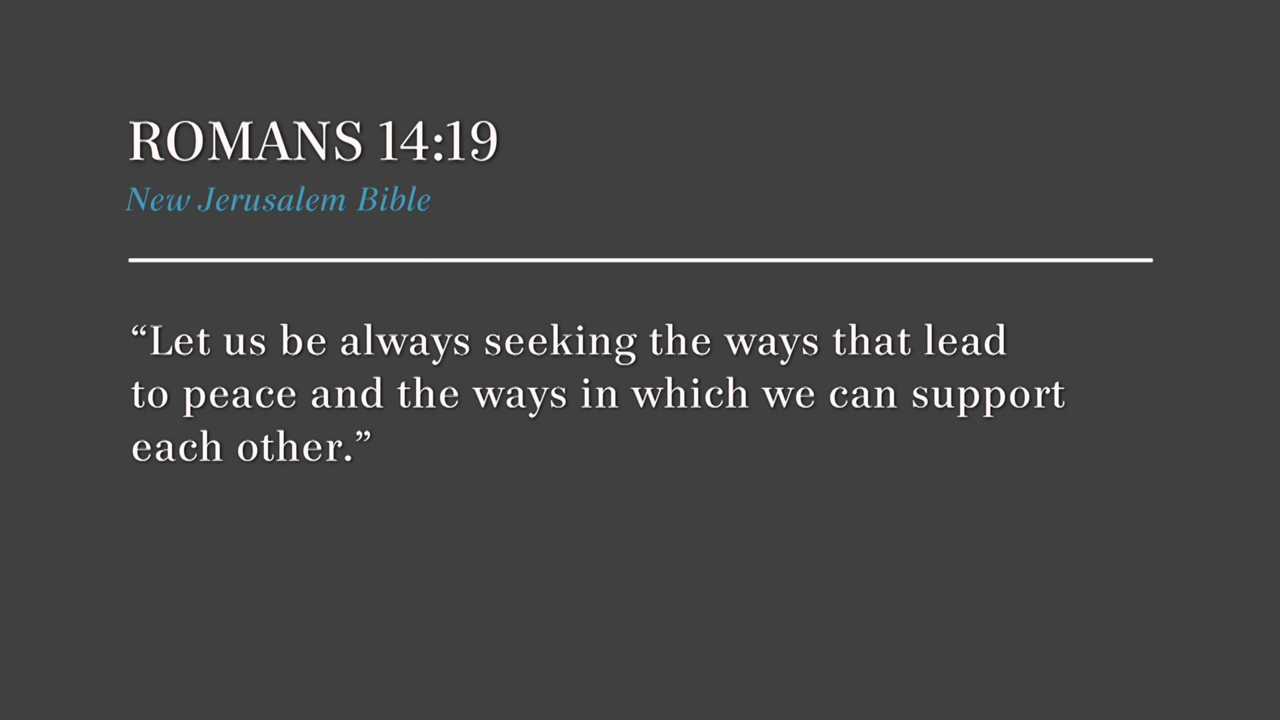 ROMANS 14:19
New Jerusalem Bible
“Let us be always seeking the ways that lead
to peace and the ways in which we can support
each other.”